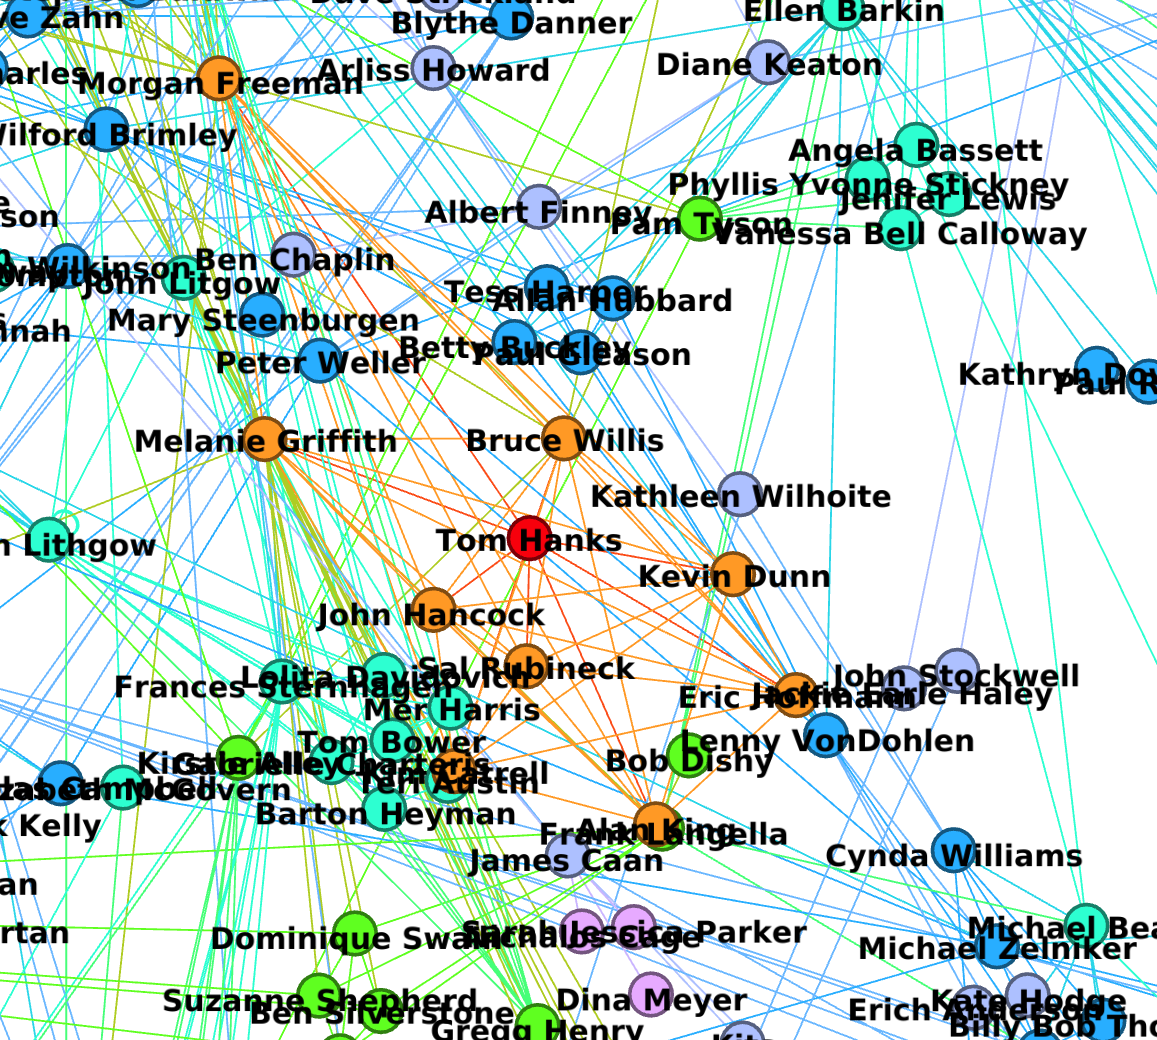 ve Zahn
Blythe Danner
Ellen Barkin
arles
Morgan Freeman
Arliss Howard
Diane Keaton
Wilford Brimley
Angela Bassett
Phyllis Yvonne Stickney
Jenifer Lewis
son
Albert Finney
Pam Tyson
Vanessa Bell Calloway
Wilkinson
Ben Chaplin
John Litgow
Tess Harper
Allan Hubbard
nah
Mary Steenburgen
Betty Buckley
Paul Gleason
Peter Weller
Kathryn Do
Paul R
Melanie Griffith
Bruce Willis
Kathleen Wilhoite
n Lithgow
Tom Hanks
Kevin Dunn
John Hancock
Lolita Davidovich
Sal Rubineck
Frances Sternhagen
John Stockwell
Eric Hoffmann
Jackie Earle Haley
Mer Harris
Tom Bower
Lenny VonDohlen
Kirstie Alley
Gabrielle Charteris
Bob Dishy
Kim Cattrell
Teri Austin
Campbell
McGovern
Barton Heyman
k Kelly
Alan King
Frank Langella
James Caan
Cynda Williams
an
rtan
Dominique Swain
Nicholas Cage
Sarah Jessica Parker
Michael Bea
Michael Zelniker
Suzanne Shepherd
Dina Meyer
Kate Hodge
Ben Silverstone
Erich Anderson
Gregg Henry
Billy Bob Tho